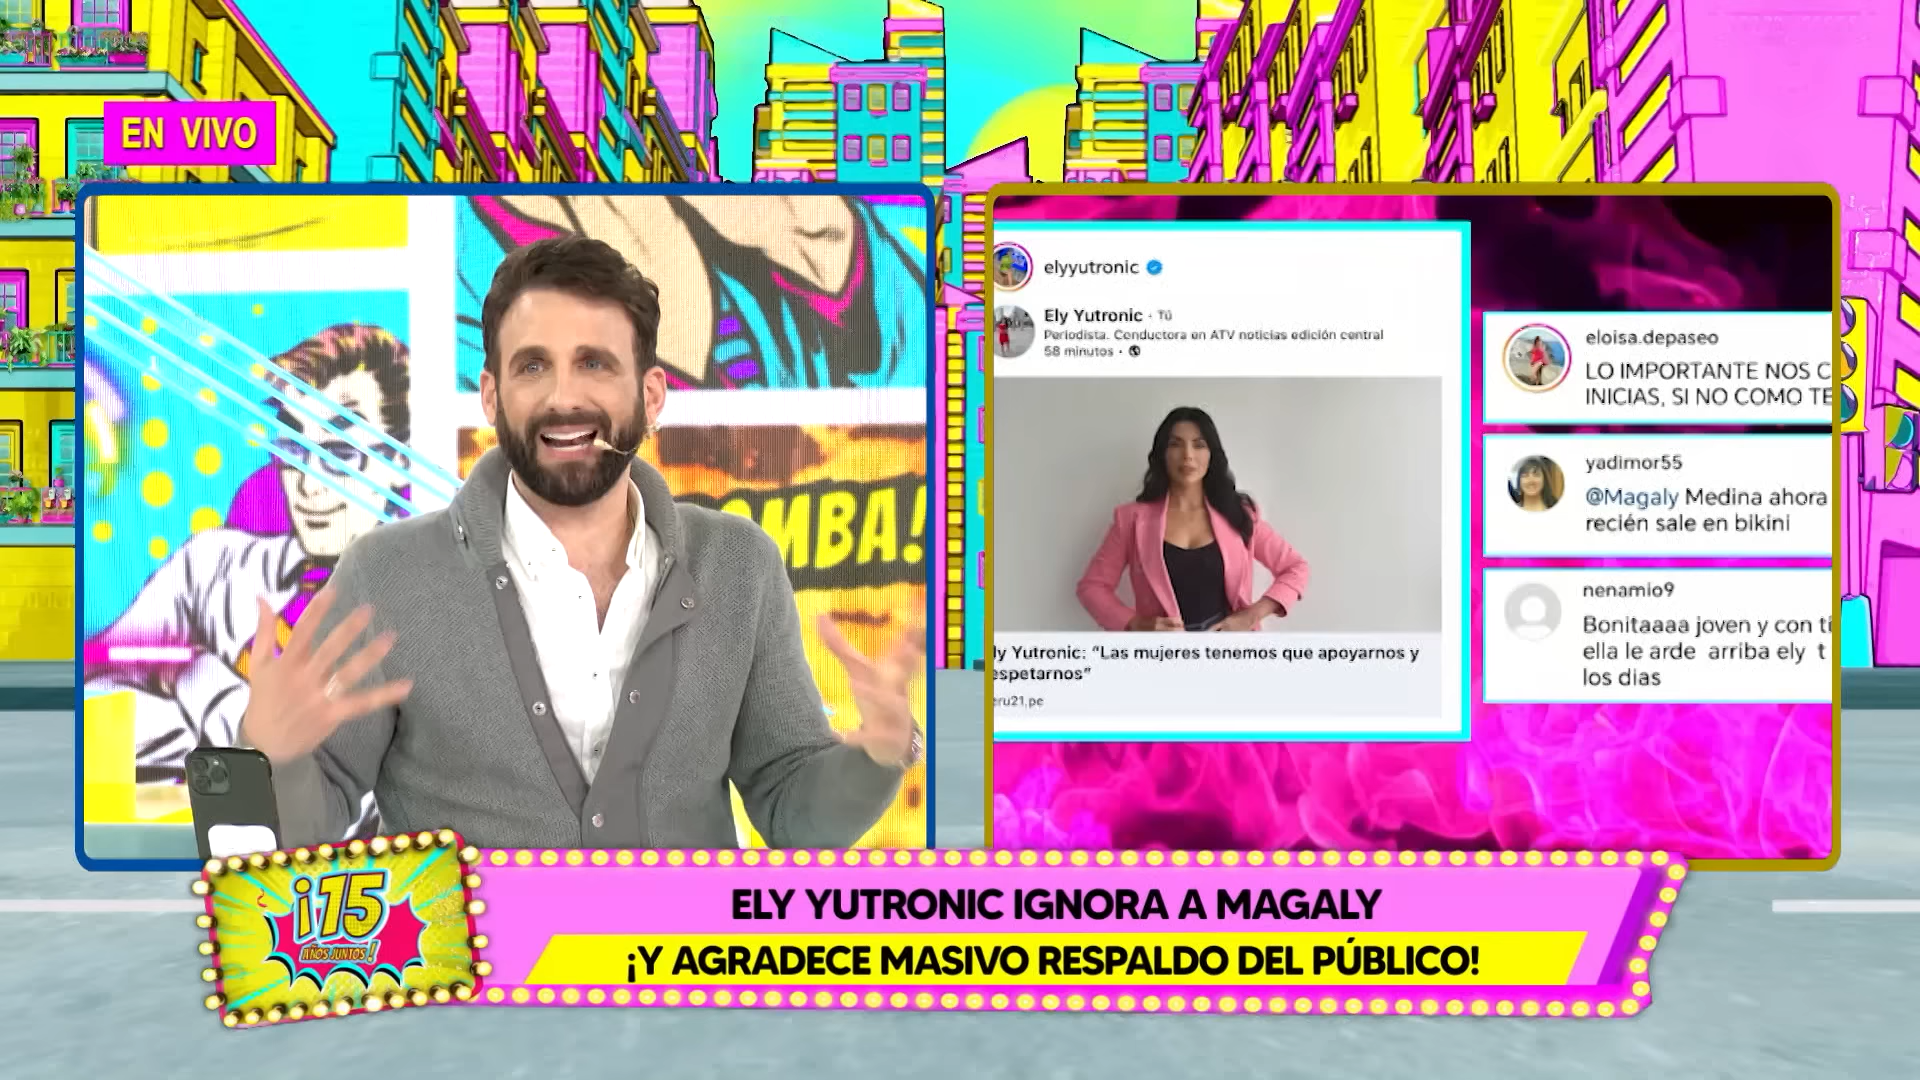 EN VIVO
OMBA!
elyyutronic
Ely Yutronic · Tú
Periodista. Conductora en ATV noticias edición central
58 minutos ·
ly Yutronic: “Las mujeres tenemos que apoyarnos y
espetarnos”
eru21.pe
eloisa.depaseo
LO IMPORTANTE NOS C
INICIAS, SI NO COMO TE
yadimor55
@Magaly Medina ahora
recién sale en bikini
nenamio9
Bonitaaaa joven y con ti
ella le arde arriba ely t
los dias
¡15
AÑOS JUNTOS!
ELY YUTRONIC IGNORA A MAGALY
¡Y AGRADECE MASIVO RESPALDO DEL PÚBLICO!